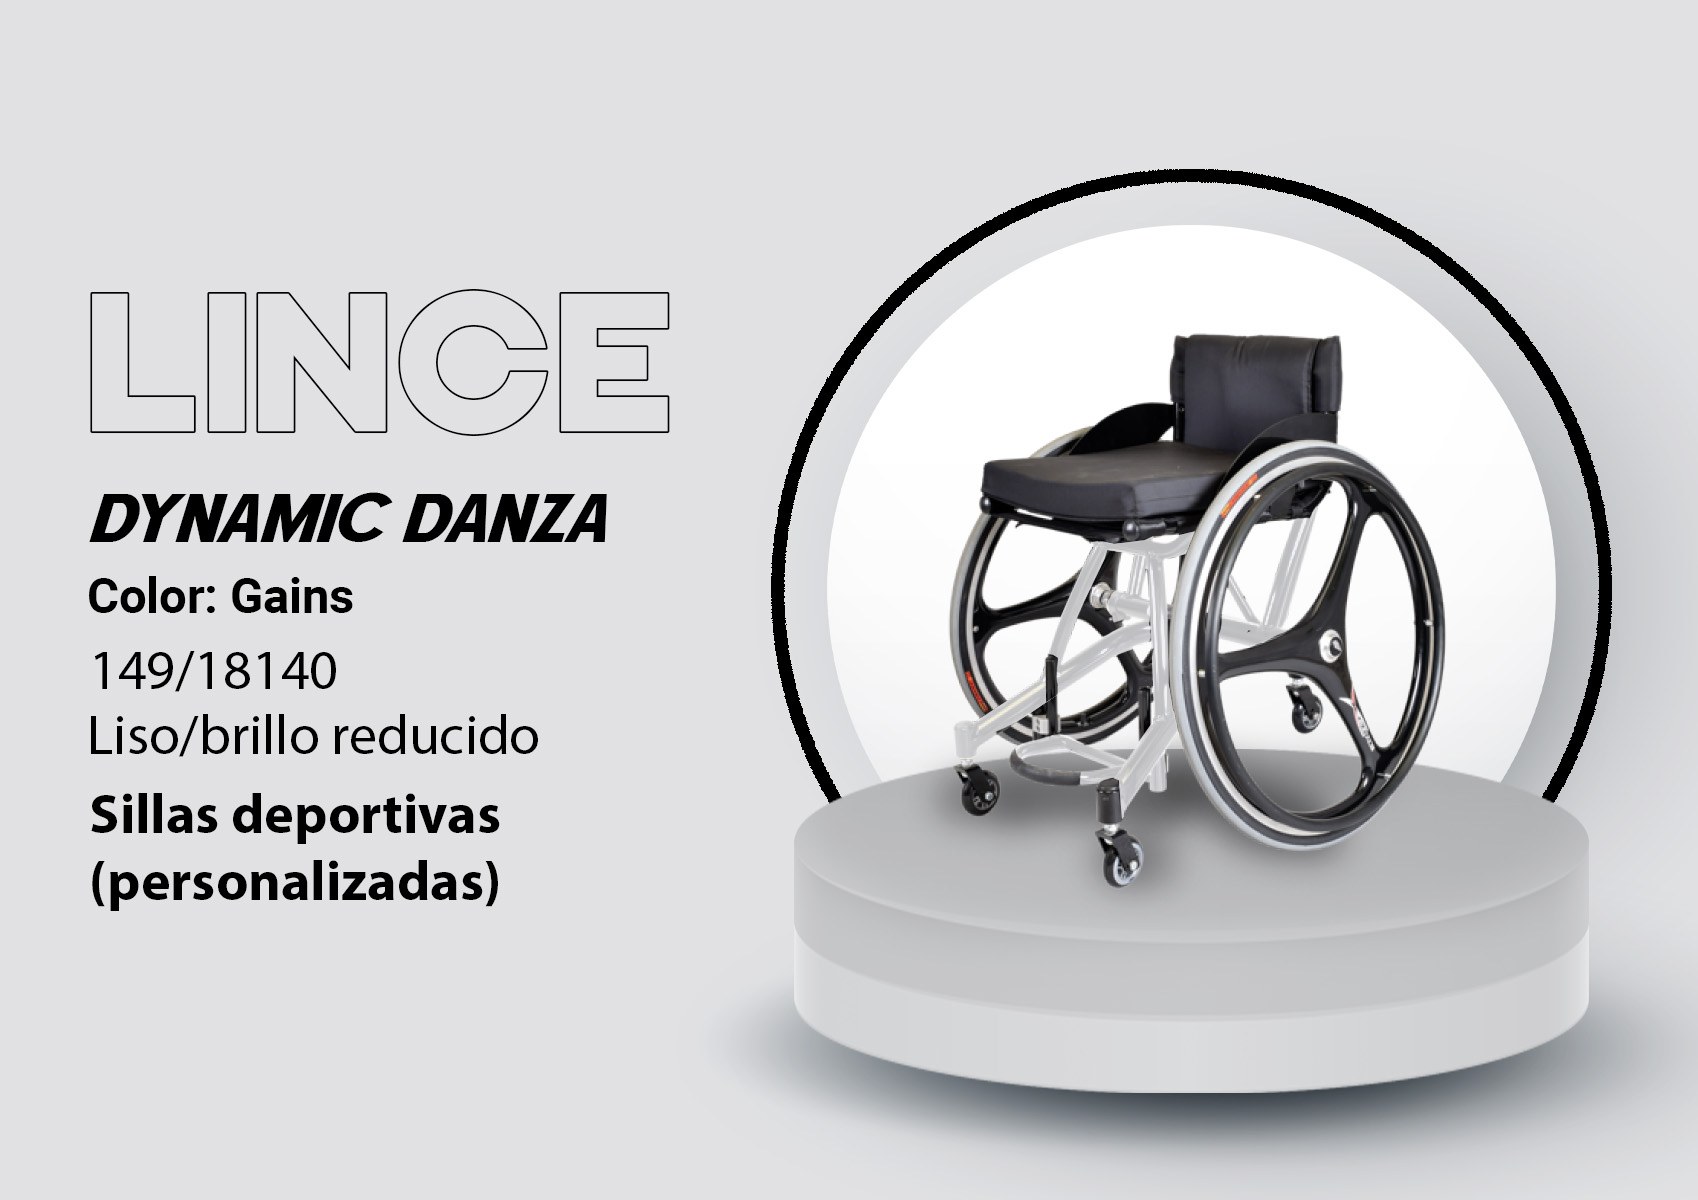 LINCE
DYNAMIC DANZA
Color: Gains
149/18140
Liso/brillo reducido
Sillas deportivas
(personalizadas)